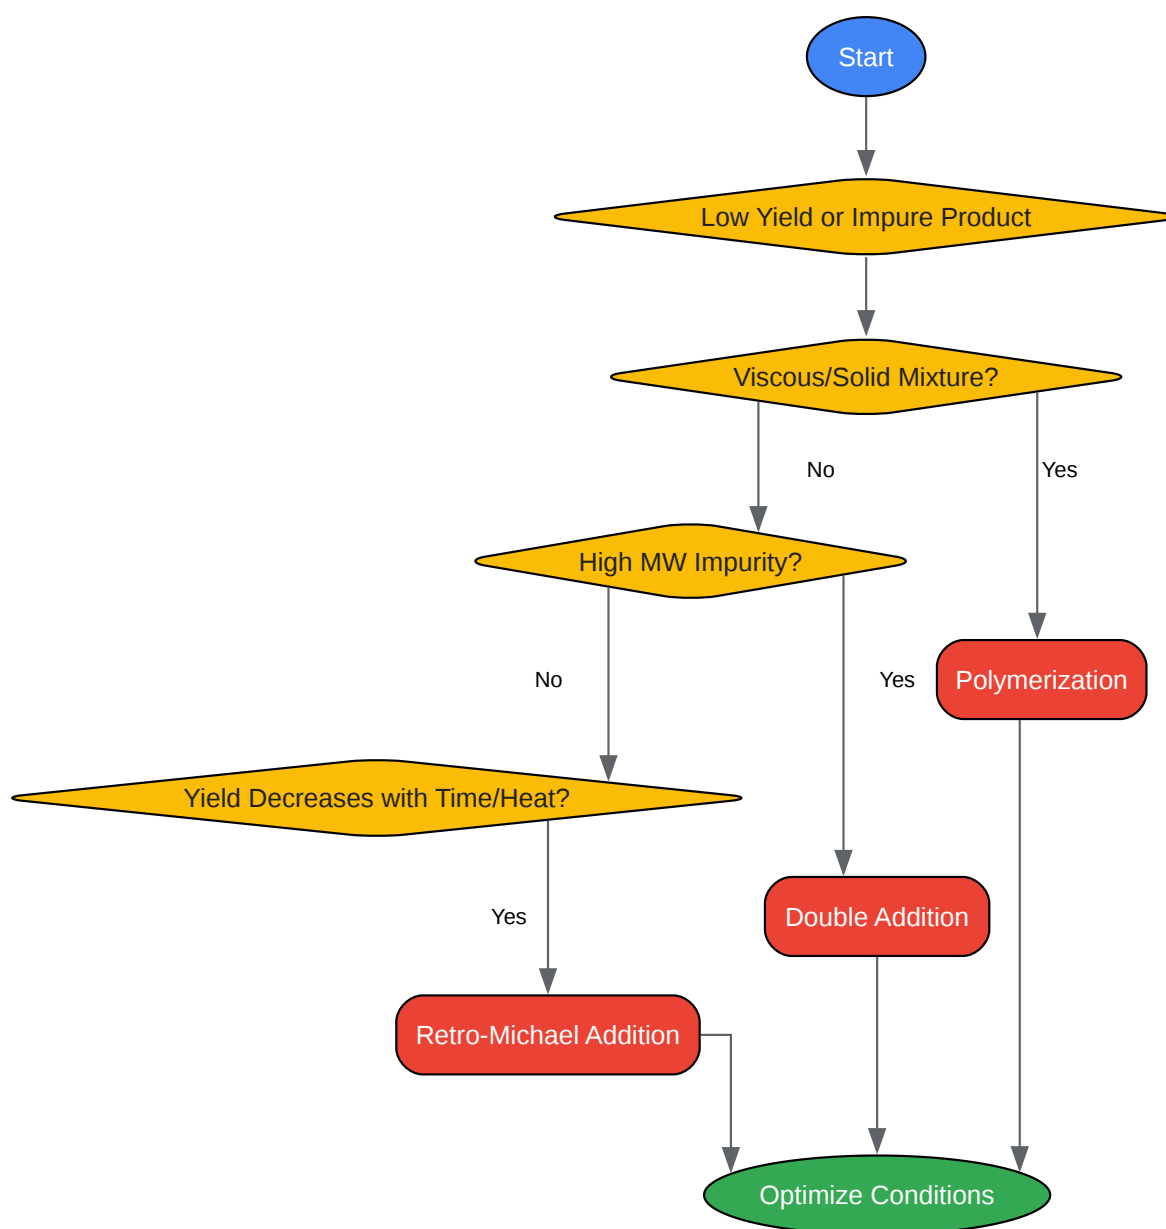 Start
Low Yield or Impure Product
Viscous/Solid Mixture?
No
Yes
High MW Impurity?
No
Yes
Polymerization
Yield Decreases with Time/Heat?
Yes
Double Addition
Retro-Michael Addition
Optimize Conditions